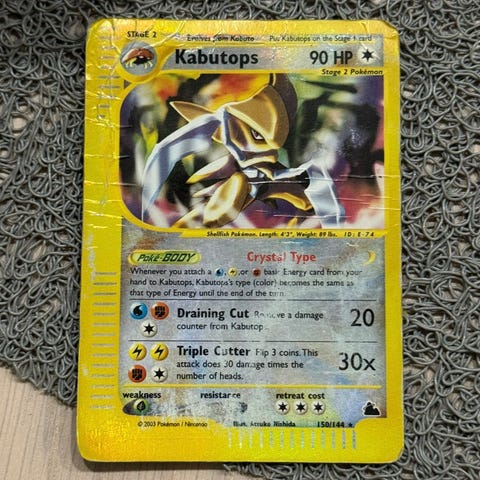 STAGE 2 Evolves from Kabuto Put Kabutops on the Stage 1 card
Kabutops 90 HP
Stage 2 Pokémon
Shellfish Pokémon. Length: 4'3", Weight: 89 lbs. ID: E-74
Poké-BODY Crystal Type
Whenever you attach a , , or basic Energy card from your
hand to Kabutops, Kabutops's type (color) becomes the same as
that type of Energy until the end of the turn.
Draining Cut Remove a damage 20
counter from Kabutop
Triple Cutter Flip 3 coins. This
attack does 30 damage times the 30x
number of heads.
weakness resistance retreat cost
© 2003 Pokémon / Nintendo Illus. Atsuko Nishida 150/144 ★